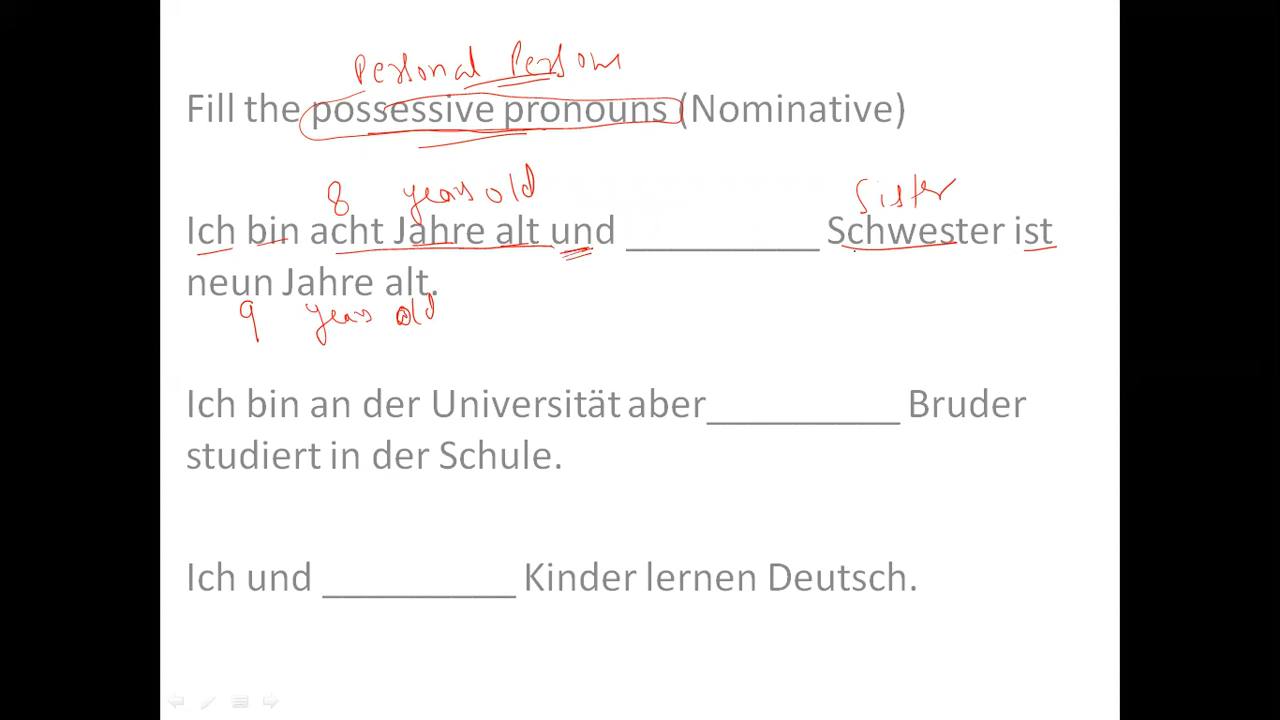 Personal Persons
Fill the possessive pronouns (Nominative)
8 years old Sister
Ich bin acht Jahre alt und __________ Schwester ist
neun Jahre alt.
9 years old
Ich bin an der Universität aber__________ Bruder
studiert in der Schule.
Ich und __________ Kinder lernen Deutsch.